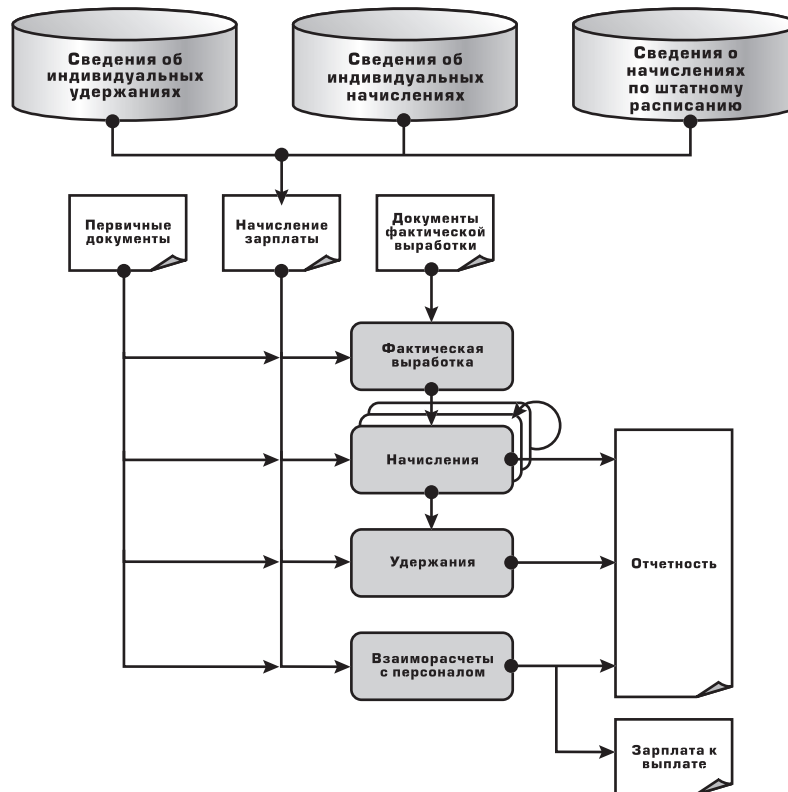 Сведения об
индивидуальных
удержаниях
Сведения об
индивидуальных
начислениях
Сведения о
начислениях
по штатному
расписанию
Первичные
документы
Начисление
зарплаты
Документы
фактической
выработки
Фактическая
выработка
Начисления
Удержания
Отчетность
Взаиморасчеты
с персоналом
Зарплата к
выплате